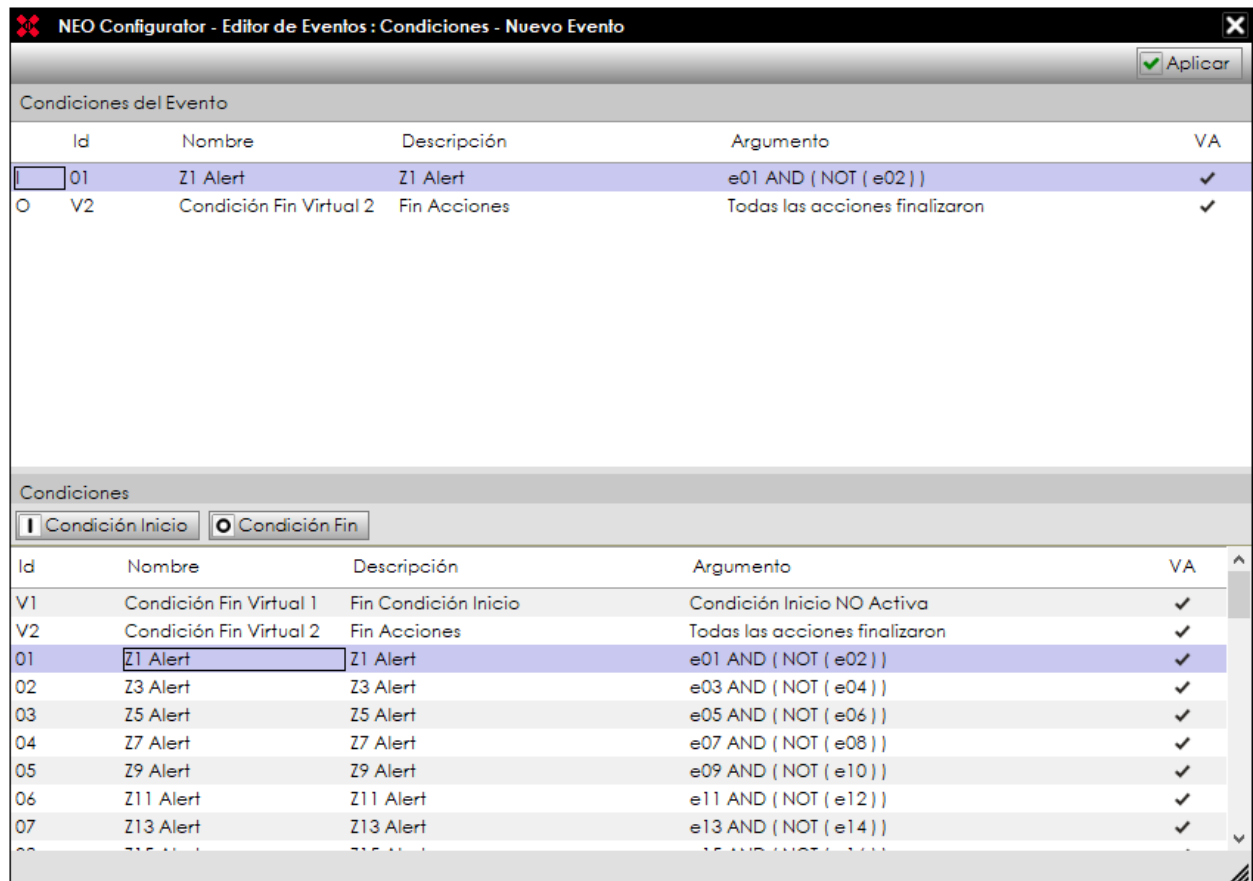 NEO Configurator - Editor de Eventos : Condiciones - Nuevo Evento
Aplicar
Condiciones del Evento
Id Nombre Descripción Argumento VA
I 01 Z1 Alert Z1 Alert e01 AND ( NOT ( e02 ) )
O V2 Condición Fin Virtual 2 Fin Acciones Todas las acciones finalizaron
Condiciones
I Condición Inicio O Condición Fin
Id Nombre Descripción Argumento VA
V1 Condición Fin Virtual 1 Fin Condición Inicio Condición Inicio NO Activa
V2 Condición Fin Virtual 2 Fin Acciones Todas las acciones finalizaron
01 Z1 Alert Z1 Alert e01 AND ( NOT ( e02 ) )
02 Z3 Alert Z3 Alert e03 AND ( NOT ( e04 ) )
03 Z5 Alert Z5 Alert e05 AND ( NOT ( e06 ) )
04 Z7 Alert Z7 Alert e07 AND ( NOT ( e08 ) )
05 Z9 Alert Z9 Alert e09 AND ( NOT ( e10 ) )
06 Z11 Alert Z11 Alert e11 AND ( NOT ( e12 ) )
07 Z13 Alert Z13 Alert e13 AND ( NOT ( e14 ) )